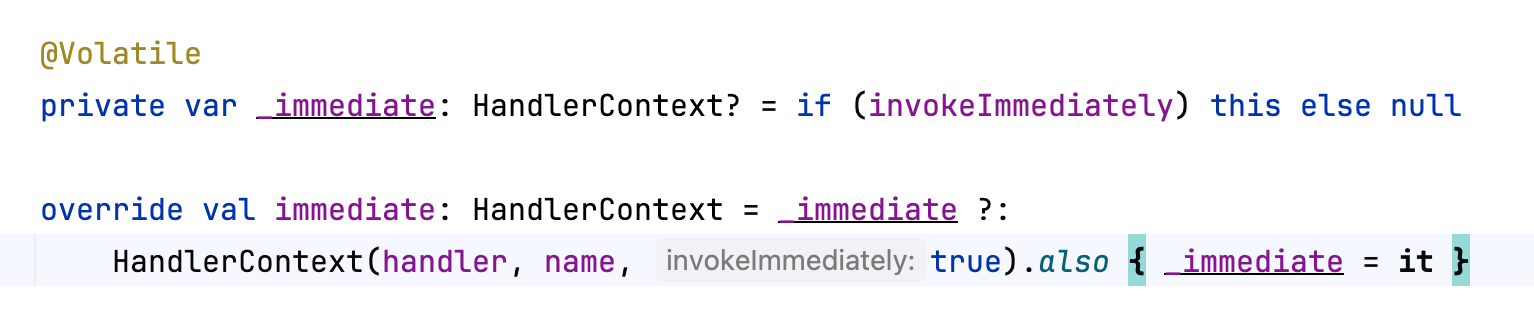 @Volatile
private var _immediate: HandlerContext? = if (invokeImmediately) this else null
override val immediate: HandlerContext = _immediate ?:
HandlerContext(handler, name, invokeImmediately: true).also { _immediate = it }